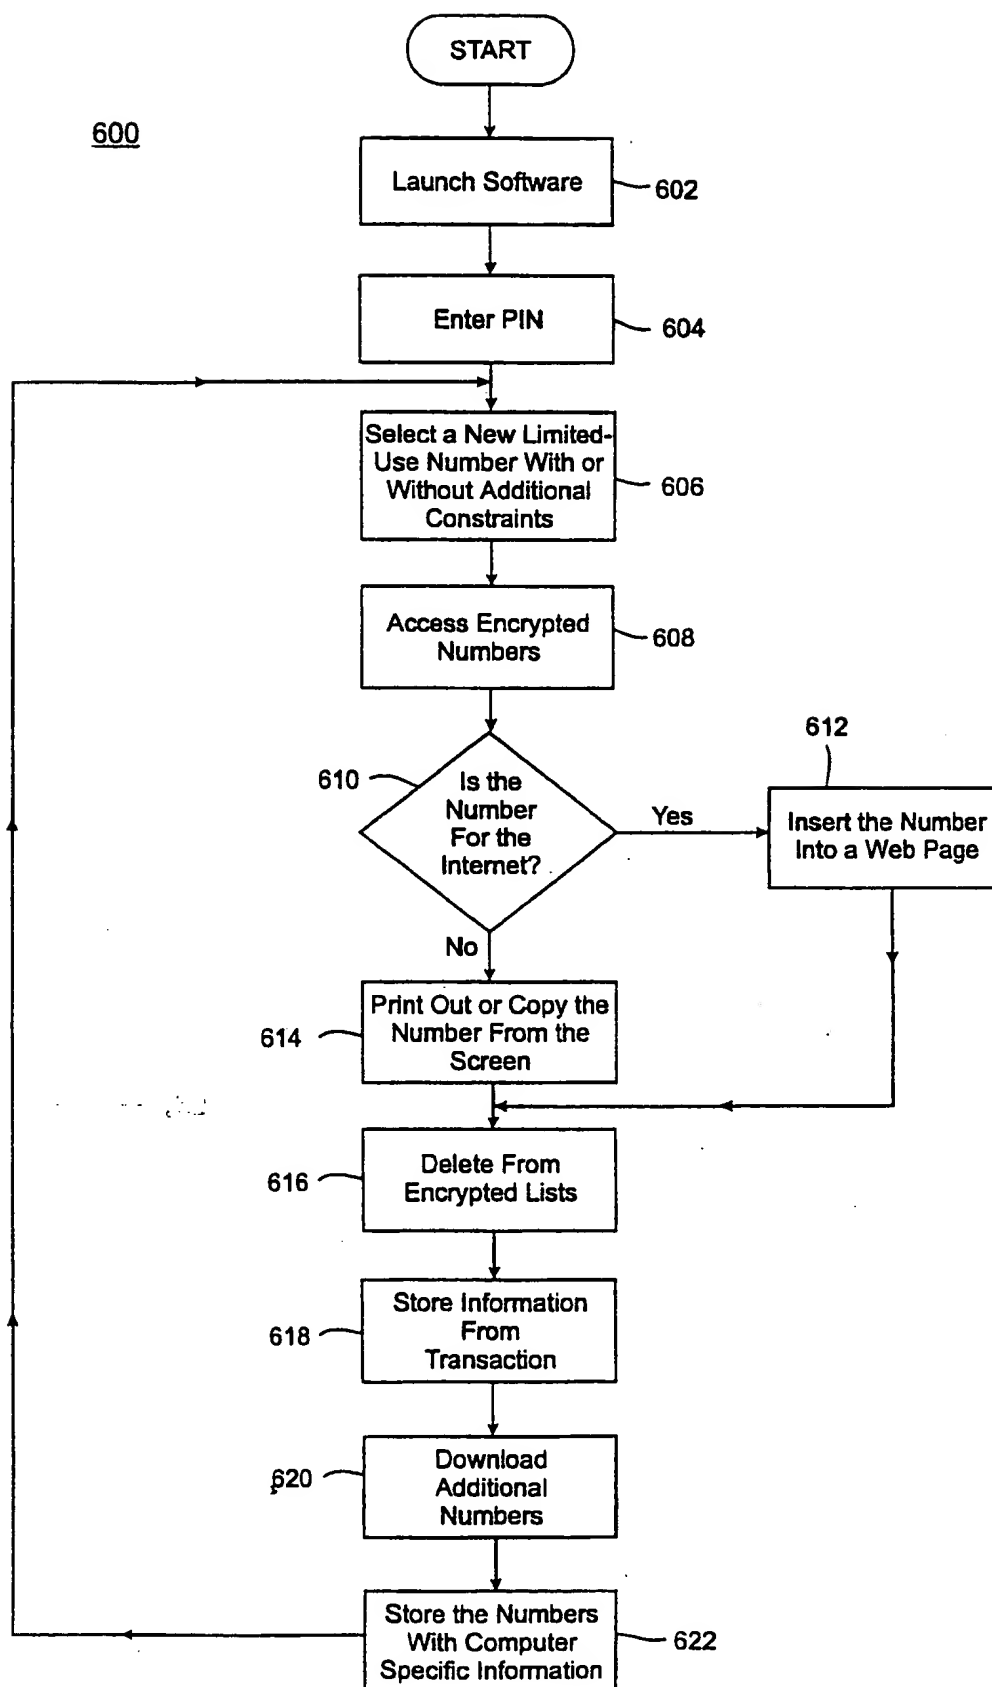 START
600
Launch Software
602
Enter PIN
604
Select a New Limited-
Use Number With or
Without Additional
Constraints
606
Access Encrypted
Numbers
608
612
610
Is the
Number
For the
Internet?
Yes
Insert the Number
Into a Web Page
No
Print Out or Copy the
Number From the
Screen
614
Delete From
Encrypted Lists
616
Store Information
From
Transaction
618
Download
Additional
Numbers
620
Store the Numbers
With Computer
Specific Information
622